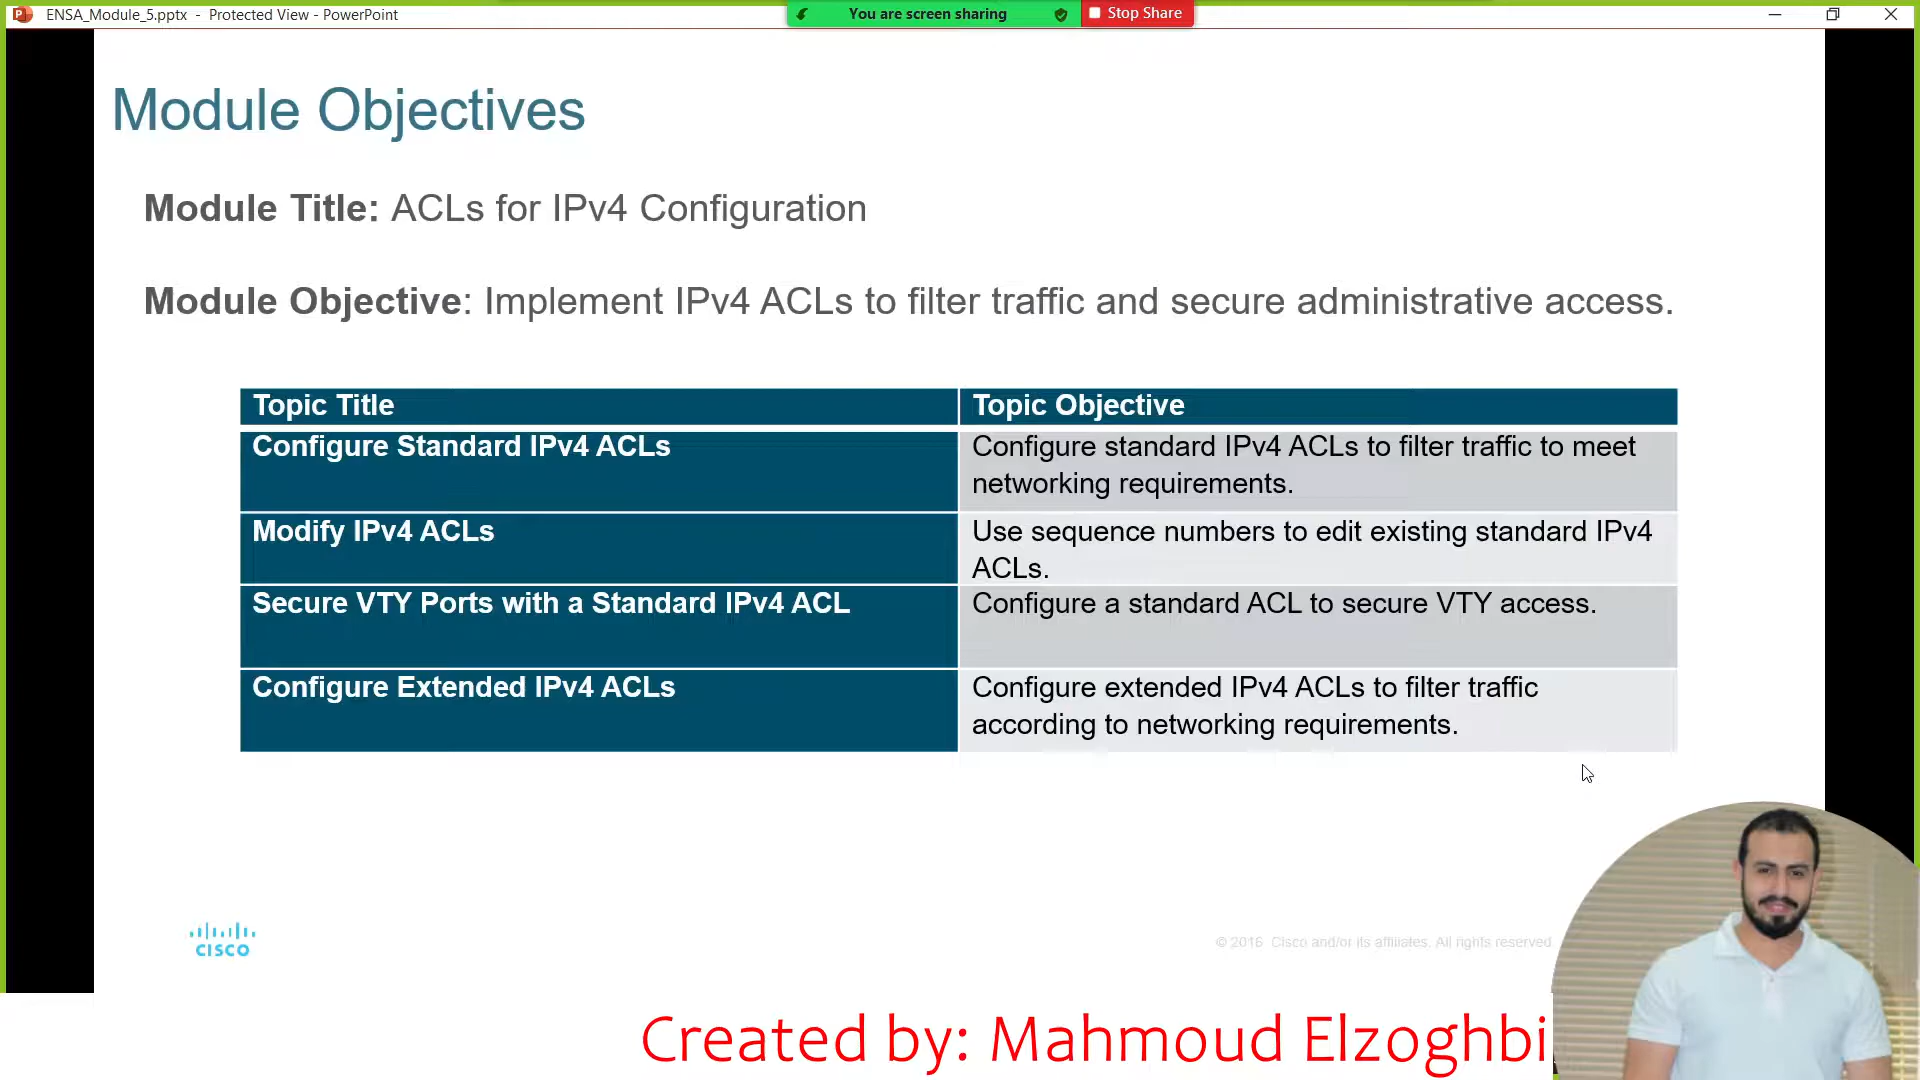 ENSA_Module_5.pptx - Protected View - PowerPoint
You are screen sharing
Stop Share
Module Objectives
Module Title: ACLs for IPv4 Configuration
Module Objective: Implement IPv4 ACLs to filter traffic and secure administrative access.
Topic Title
Topic Objective
Configure Standard IPv4 ACLs
Configure standard IPv4 ACLs to filter traffic to meet
networking requirements.
Modify IPv4 ACLs
Use sequence numbers to edit existing standard IPv4
ACLs.
Secure VTY Ports with a Standard IPv4 ACL
Configure a standard ACL to secure VTY access.
Configure Extended IPv4 ACLs
Configure extended IPv4 ACLs to filter traffic
according to networking requirements.
CISCO
© 2016 Cisco and/or its affiliates. All rights reserved
Created by: Mahmoud Elzoghbi